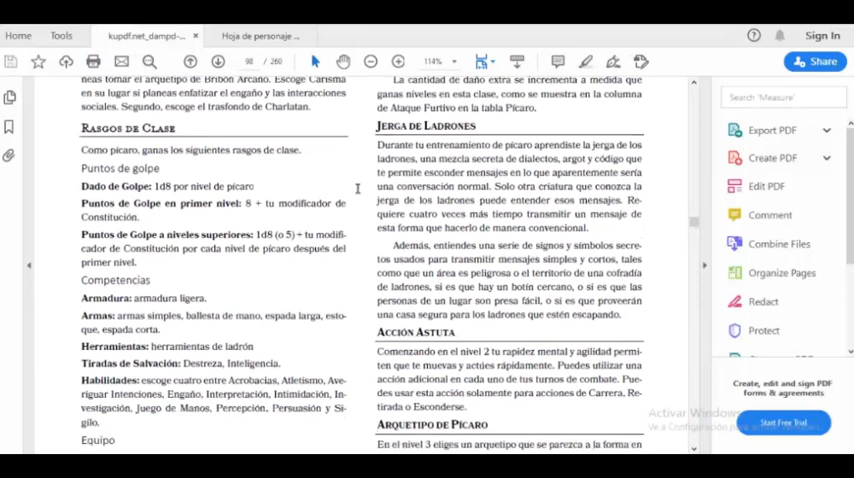 Home
Tools
kupdf.net_dampd-...
×
Hoja de personaje ...
Sign In
98 / 260
114%
Share
neas tomar el arquetipo de Bribón Arcano. Escoge Carisma
en su lugar si planeas enfatizar el engaño y las interacciones
sociales. Segundo, escoge el trasfondo de Charlatan.
RASGOS DE CLASE
Como pícaro, ganas los siguientes rasgos de clase.
Puntos de golpe
Dado de Golpe: 1d8 por nivel de pícaro
Puntos de Golpe en primer nivel: 8 + tu modificador de
Constitución.
Puntos de Golpe a niveles superiores: 1d8 (o 5) + tu modifi-
cador de Constitución por cada nivel de pícaro después del
primer nivel.
Competencias
Armadura: armadura ligera.
Armas: armas simples, ballesta de mano, espada larga, esto-
que, espada corta.
Herramientas: herramientas de ladrón
Tiradas de Salvación: Destreza, Inteligencia.
Habilidades: escoge cuatro entre Acrobacias, Atletismo, Ave-
riguar Intenciones, Engaño, Interpretación, Intimidación, In-
vestigación, Juego de Manos, Percepción, Persuasión y Si-
gilo.
Equipo
La cantidad de daño extra se incrementa a medida que
ganas niveles en esta clase, como se muestra en la columna
de Ataque Furtivo en la tabla Pícaro.
JERGA DE LADRONES
Durante tu entrenamiento de pícaro aprendiste la jerga de los
ladrones, una mezcla secreta de dialectos, argot y código que
te permite esconder mensajes en lo que aparentemente sería
una conversación normal. Solo otra criatura que conozca la
jerga de los ladrones puede entender esos mensajes. Re-
quiere cuatro veces más tiempo transmitir un mensaje de
esta forma que hacerlo de manera convencional.
Además, entiendes una serie de signos y símbolos secre-
tos usados para transmitir mensajes simples y cortos, tales
como que un área es peligrosa o el territorio de una cofradía
de ladrones, si es que hay un botín cercano, o si es que las
personas de un lugar son presa fácil, o si es que proveerán
una casa segura para los ladrones que estén escapando.
ACCIÓN ASTUTA
Comenzando en el nivel 2 tu rapidez mental y agilidad permi-
ten que te muevas y actúes rápidamente. Puedes utilizar una
acción adicional en cada uno de tus turnos de combate. Pue-
des usar esta acción solamente para acciones de Carrera, Re-
tirada o Esconderse.
ARQUETIPO DE PÍCARO
En el nivel 3 eliges un arquetipo que se parezca a la forma en
Search 'Measure'
Export PDF
Create PDF
Edit PDF
Comment
Combine Files
Organize Pages
Redact
Protect
Create, edit and sign PDF
forms & agreements
Start Free Trial
Activar Windows
Ve a Configuración